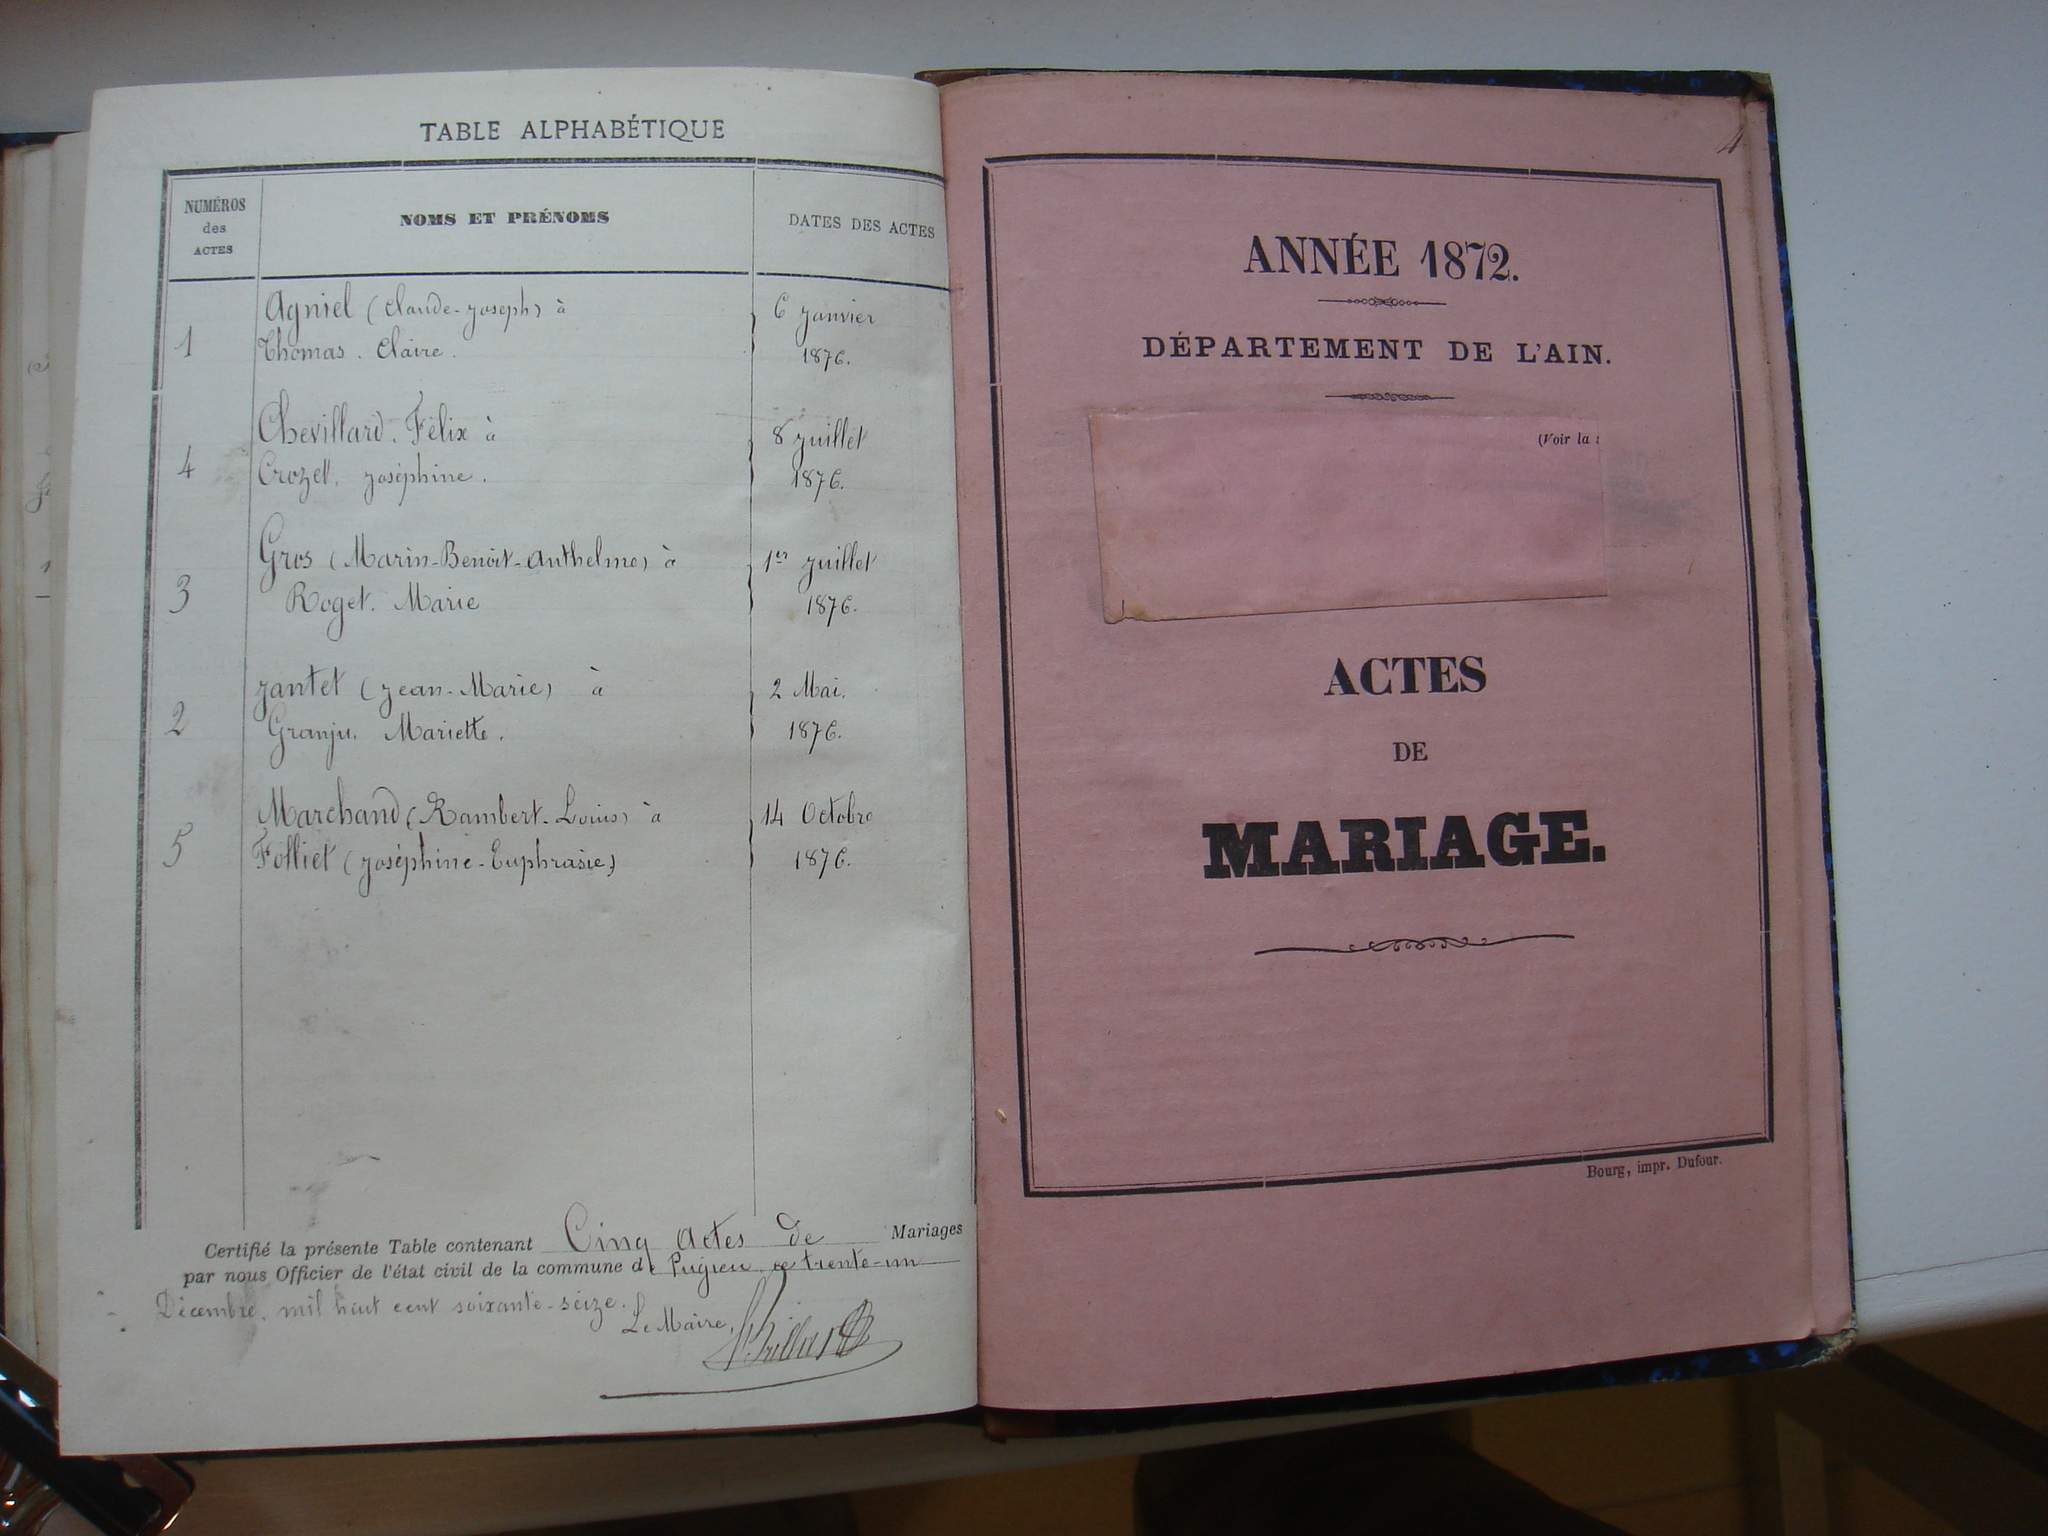 TABLE ALPHABÉTIQUE
NUMÉROS
des
ACTES
NOMS ET PRÉNOMS
DATES DES ACTES
Agniel (Claude-Joseph) à
6 Janvier
1
Thomas. Claire.
1876.
Chevillard. Félix à
8 Juillet
4
Crozet. Joséphine.
1876.
Gros (Marin-Benoit-Anthelme) à
1er Juillet
3
Roget. Marie
1876.
Jantet (Jean-Marie) à
2 Mai.
2
Granju. Mariette.
1876.
Marchand (Rambert-Louis) à
14 Octobre
5
Folliet (Joséphine-Euphrasie)
1876.
Certifié la présente Table contenant Cinq actes de Mariages
par nous Officier de l'état civil de la commune de Pugieu ce trente-un
Décembre. mil huit cent soixante-seize.
Le Maire,
4
ANNÉE 1872.
DÉPARTEMENT DE L'AIN.
(Voir la
ACTES
DE
MARIAGE.
Bourg, impr. Dufour.